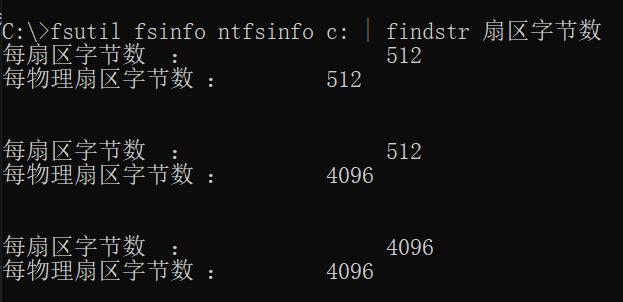 C:\>fsutil fsinfo ntfsinfo c: | findstr 扇区字节数
每扇区字节数 ： 512
每物理扇区字节数 ： 512
每扇区字节数 ： 512
每物理扇区字节数 ： 4096
每扇区字节数 ： 4096
每物理扇区字节数 ： 4096